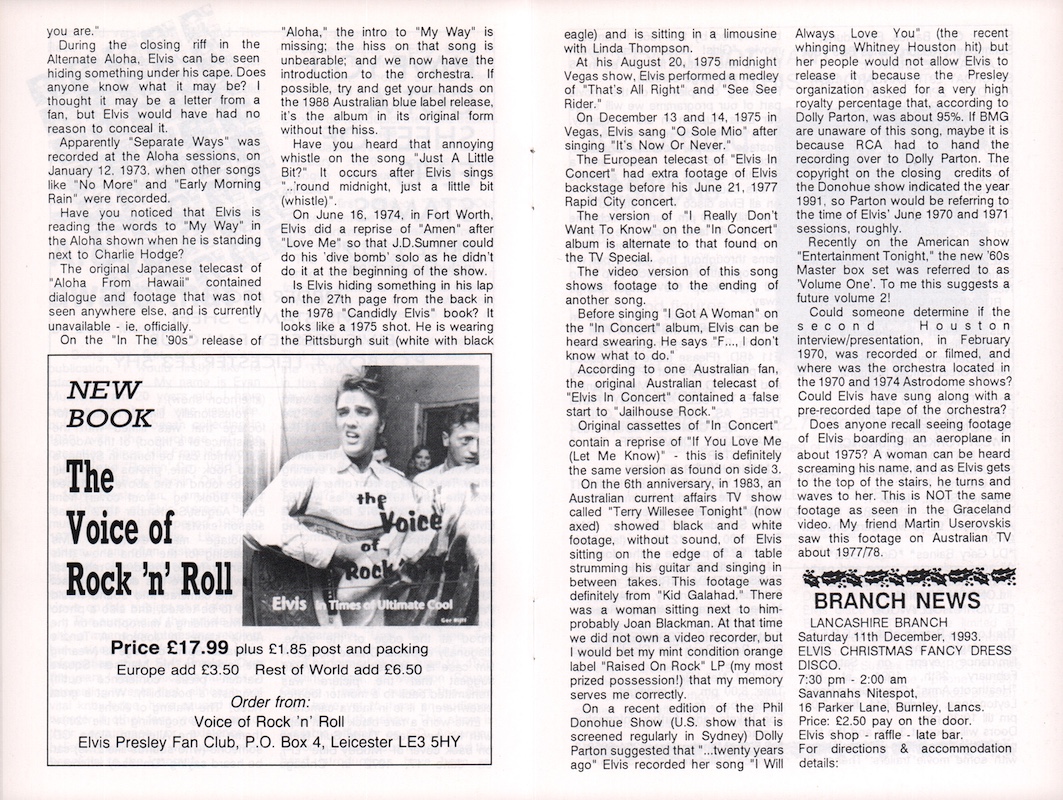 you are."
During the closing riff in the
Alternate Aloha, Elvis can be seen
hiding something under his cape. Does
anyone know what it may be? I
thought it may be a letter from a
fan, but Elvis would have had no
reason to conceal it.
Apparently "Separate Ways" was
recorded at the Aloha sessions, on
January 12, 1973, when other songs
like "No More" and "Early Morning
Rain" were recorded.
Have you noticed that Elvis is
reading the words to "My Way" in
the Aloha shown when he is standing
next to Charlie Hodge?
The original Japanese telecast of
"Aloha From Hawaii" contained
dialogue and footage that was not
seen anywhere else, and is currently
unavailable - ie, officially.
On the "In The '90s" release of
"Aloha," the intro to "My Way" is
missing; the hiss on that song is
unbearable; and we now have the
introduction to the orchestra. If
possible, try and get your hands on
the 1988 Australian blue label release,
it's the album in its original form
without the hiss.
Have you heard that annoying
whistle on the song "Just A Little
Bit?" It occurs after Elvis sings
"..'round midnight, just a little bit
(whistle)".
On June 16, 1974, in Fort Worth,
Elvis did a reprise of "Amen" after
"Love Me" so that J.D.Sumner could
do his 'dive bomb' solo as he didn't
do it at the beginning of the show.
Is Elvis hiding something in his lap
on the 27th page from the back in
the 1978 "Candidly Elvis" book? It
looks like a 1975 shot. He is wearing
the Pittsburgh suit (white with black
NEW
BOOK
The
Voice of
Rock 'n' Roll
the
Voice
of
Rock 'n' Roll
Elvis In Times of Ultimate Cool
Price £17.99 plus £1.85 post and packing
Europe add £3.50 Rest of World add £6.50
Order from:
Voice of Rock 'n' Roll
Elvis Presley Fan Club, P.O. Box 4, Leicester LE3 5HY
eagle) and is sitting in a limousine
with Linda Thompson.
At his August 20, 1975 midnight
Vegas show, Elvis performed a medley
of "That's All Right" and "See See
Rider."
On December 13 and 14, 1975 in
Vegas, Elvis sang "O Sole Mio" after
singing "It's Now Or Never."
The European telecast of "Elvis In
Concert" had extra footage of Elvis
backstage before his June 21, 1977
Rapid City concert.
The version of "I Really Don't
Want To Know" on the "In Concert"
album is alternate to that found on
the TV Special.
The video version of this song
shows footage to the ending of
another song.
Before singing "I Got A Woman" on
the "In Concert" album, Elvis can be
heard swearing. He says "F..., I don't
know what to do."
According to one Australian fan,
the original Australian telecast of
"Elvis In Concert" contained a false
start to "Jailhouse Rock."
Original cassettes of "In Concert"
contain a reprise of "If You Love Me
(Let Me Know)" - this is definitely
the same version as found on side 3.
On the 6th anniversary, in 1983, an
Australian current affairs TV show
called "Terry Willesee Tonight" (now
axed) showed black and white
footage, without sound, of Elvis
sitting on the edge of a table
strumming his guitar and singing in
between takes. This footage was
definitely from "Kid Galahad." There
was a woman sitting next to him-
probably Joan Blackman. At that time
we did not own a video recorder, but
I would bet my mint condition orange
label "Raised On Rock" LP (my most
prized possession!) that my memory
serves me correctly.
On a recent edition of the Phil
Donohue Show (U.S. show that is
screened regularly in Sydney) Dolly
Parton suggested that "...twenty years
ago" Elvis recorded her song "I Will
Always Love You" (the recent
whinging Whitney Houston hit) but
her people would not allow Elvis to
release it because the Presley
organization asked for a very high
royalty percentage that, according to
Dolly Parton, was about 95%. If BMG
are unaware of this song, maybe it is
because RCA had to hand the
recording over to Dolly Parton. The
copyright on the closing credits of
the Donohue show indicated the year
1991, so Parton would be referring to
the time of Elvis' June 1970 and 1971
sessions, roughly.
Recently on the American show
"Entertainment Tonight," the new '60s
Master box set was referred to as
'Volume One'. To me this suggests a
future volume 2!
Could someone determine if the
second Houston
interview/presentation, in February
1970, was recorded or filmed, and
where was the orchestra located in
the 1970 and 1974 Astrodome shows?
Could Elvis have sung along with a
pre-recorded tape of the orchestra?
Does anyone recall seeing footage
of Elvis boarding an aeroplane in
about 1975? A woman can be heard
screaming his name, and as Elvis gets
to the top of the stairs, he turns and
waves to her. This is NOT the same
footage as seen in the Graceland
video. My friend Martin Userovskis
saw this footage on Australian TV
about 1977/78.
BRANCH NEWS
LANCASHIRE BRANCH
Saturday 11th December, 1993.
ELVIS CHRISTMAS FANCY DRESS
DISCO.
7:30 pm - 2:00 am
Savannahs Nitespot,
16 Parker Lane, Burnley, Lancs.
Price: £2.50 pay on the door.
Elvis shop - raffle - late bar.
For directions & accommodation
details: